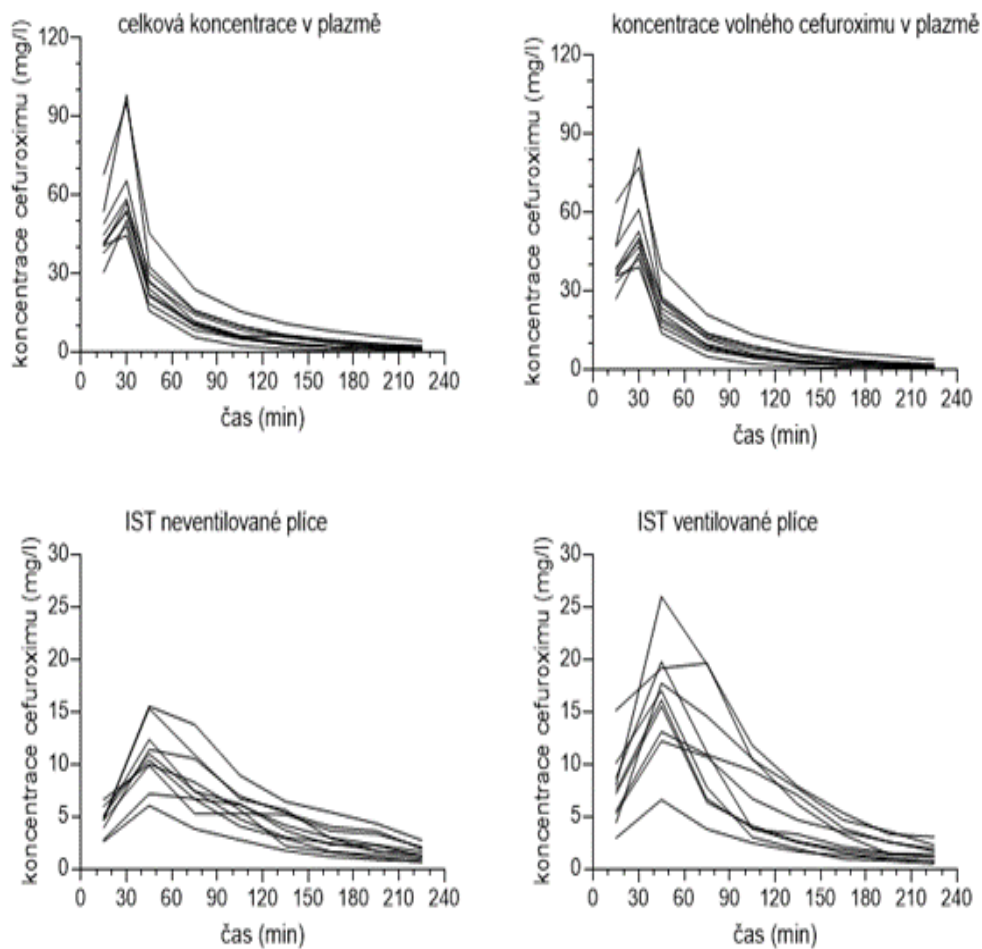 celková koncentrace v plazmě
koncentrace cefuroximu (mg/l)
120
90
60
30
0
0 30 60 90 120 150 180 210 240
čas (min)
koncentrace volného cefuroximu v plazmě
koncentrace cefuroximu (mg/l)
120
90
60
30
0
0 30 60 90 120 150 180 210 240
čas (min)
IST neventilované plíce
koncentrace cefuroximu (mg/l)
30
25
20
15
10
5
0
0 30 60 90 120 150 180 210 240
čas (min)
IST ventilované plíce
koncentrace cefuroximu (mg/l)
30
25
20
15
10
5
0
0 30 60 90 120 150 180 210 240
čas (min)